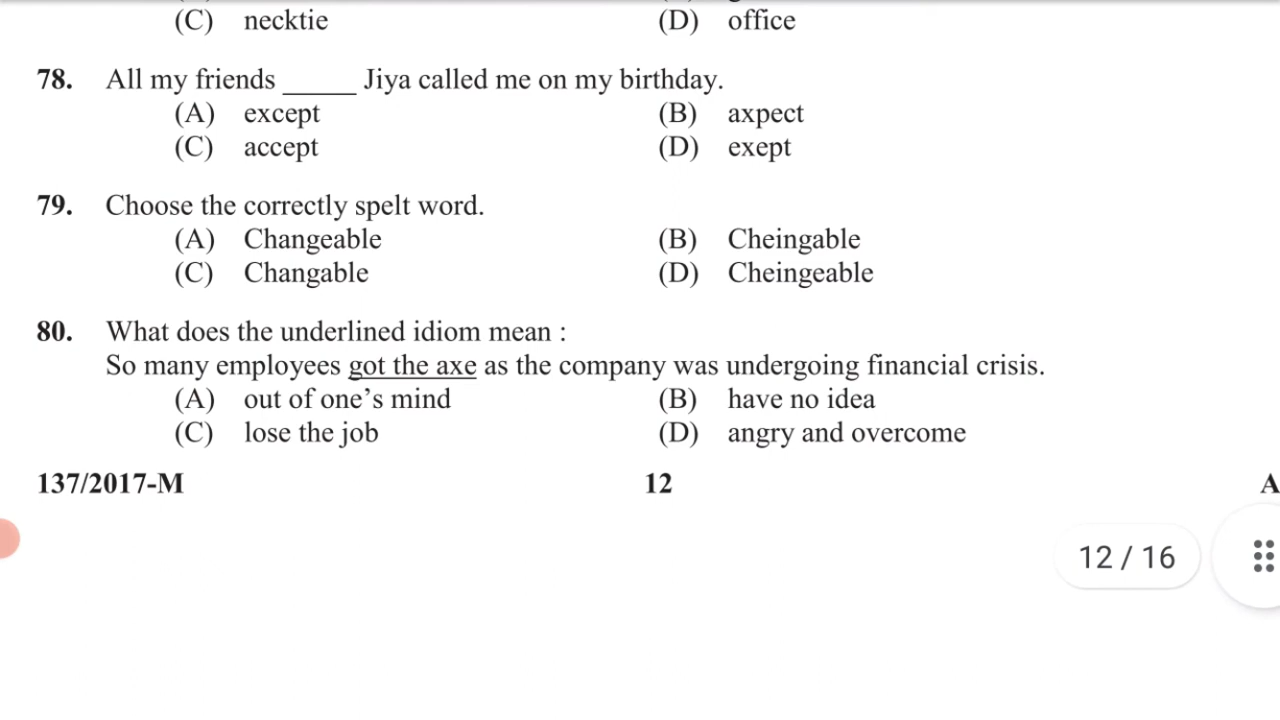 (C) necktie (D) office
78. All my friends _____ Jiya called me on my birthday.
(A) except (B) axpect
(C) accept (D) exept
79. Choose the correctly spelt word.
(A) Changeable (B) Cheingable
(C) Changable (D) Cheingeable
80. What does the underlined idiom mean :
So many employees got the axe as the company was undergoing financial crisis.
(A) out of one’s mind (B) have no idea
(C) lose the job (D) angry and overcome
137/2017-M 12 A
12 / 16